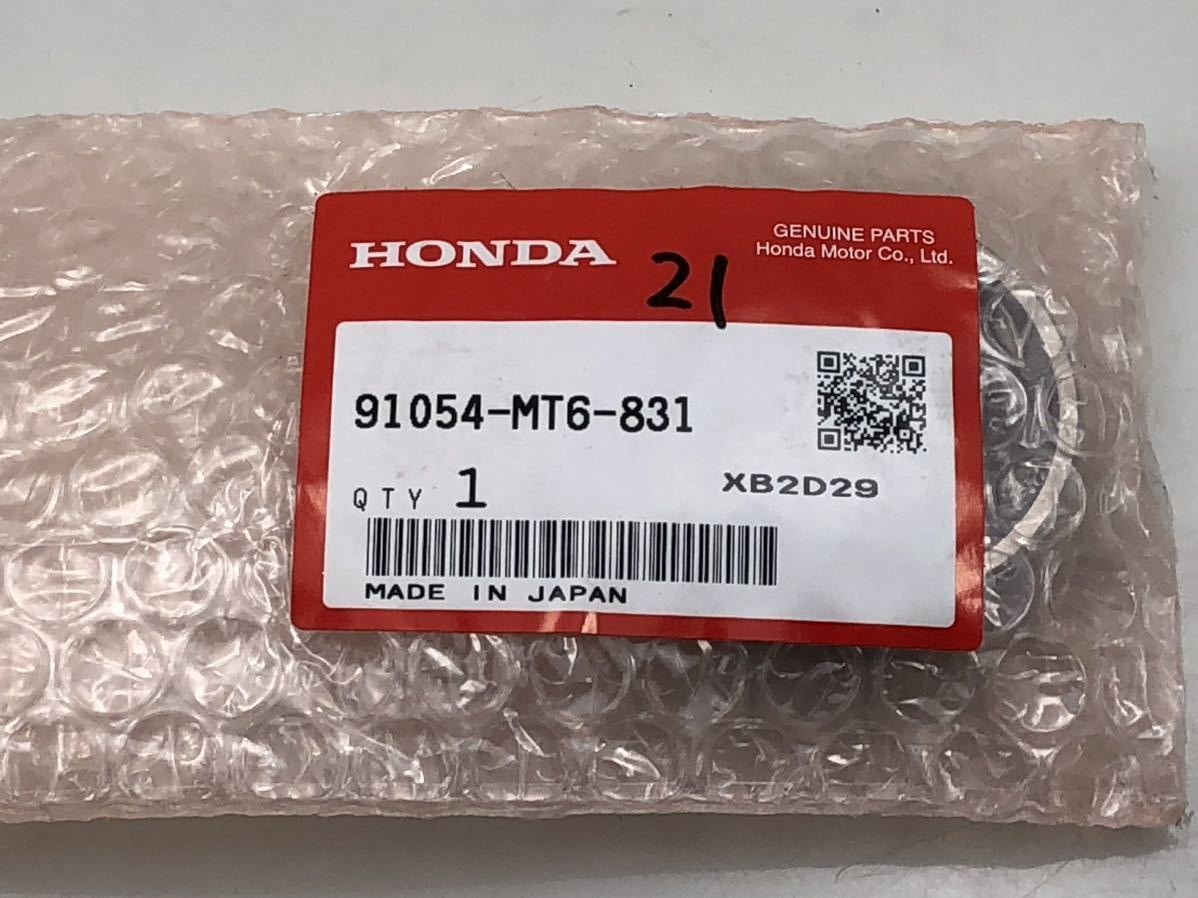 HONDA
GENUINE PARTS
Honda Motor Co., Ltd.
21
91054-MT6-831
QTY 1
XB2D29
MADE IN JAPAN